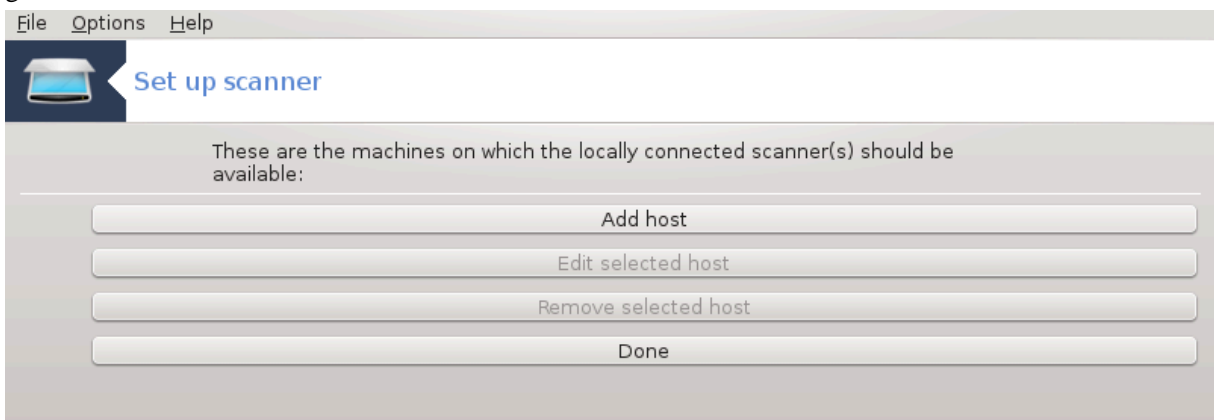 File Options Help
Set up scanner
These are the machines on which the locally connected scanner(s) should be
available:
Add host
Edit selected host
Remove selected host
Done